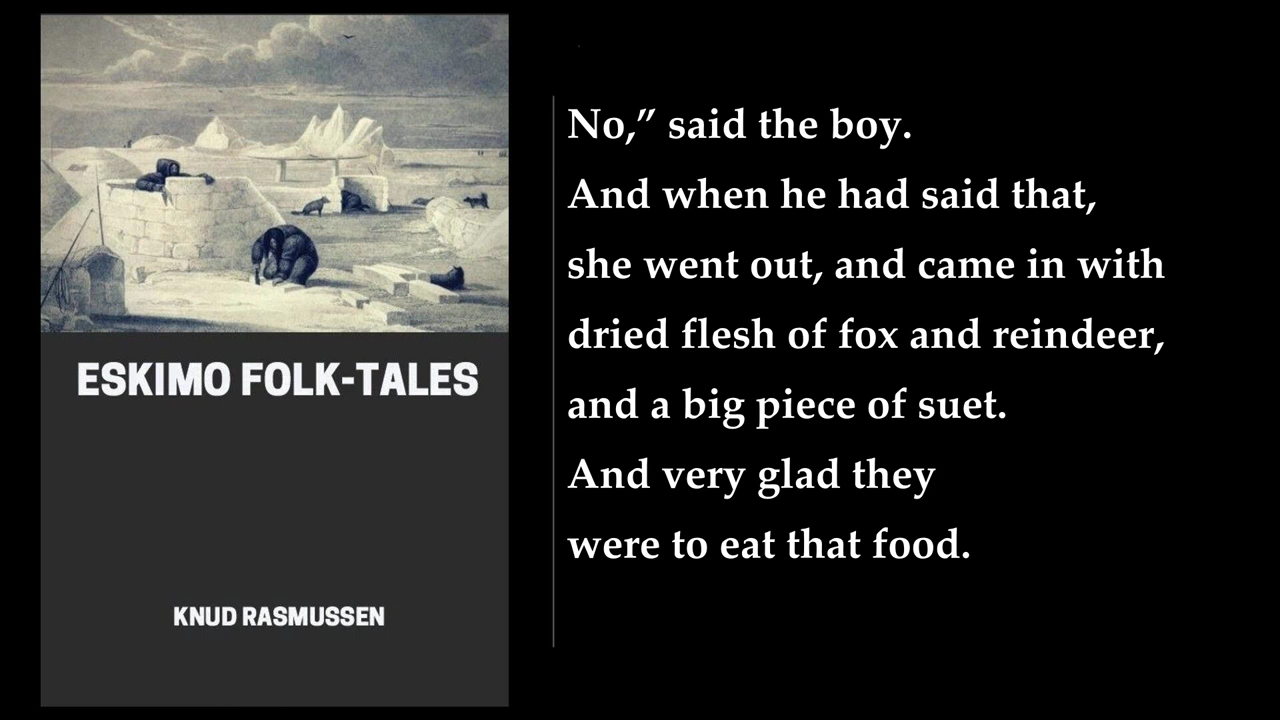 ESKIMO FOLK-TALES
KNUD RASMUSSEN
No,” said the boy.
And when he had said that,
she went out, and came in with
dried flesh of fox and reindeer,
and a big piece of suet.
And very glad they
were to eat that food.